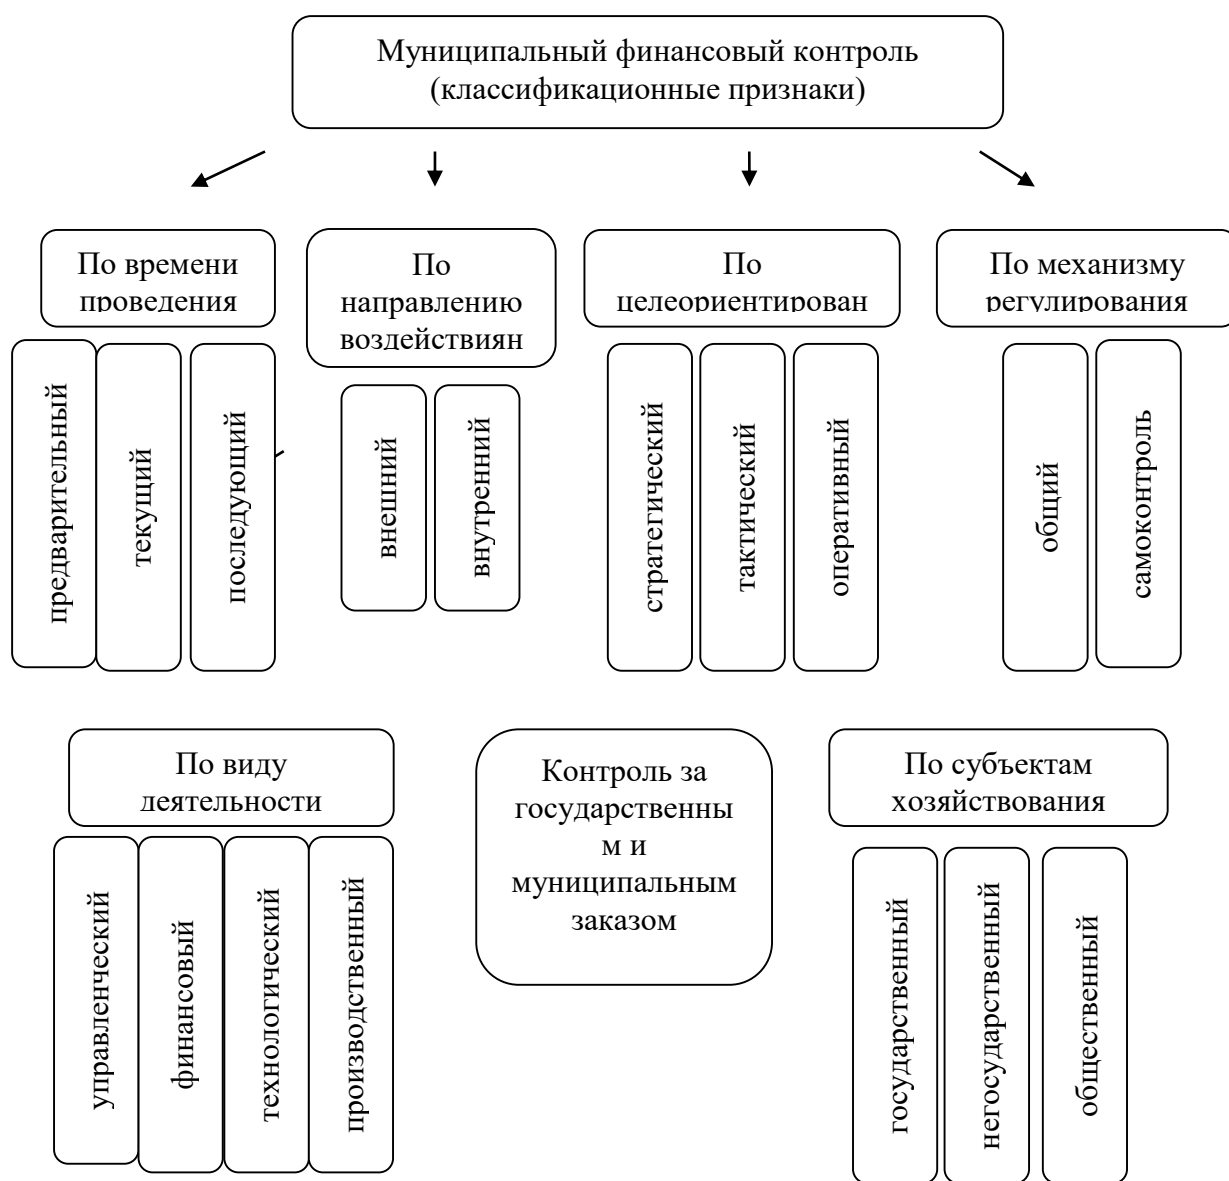 Муниципальный финансовый контроль
(классификационные признаки)
По времени
проведения
По
направлению
воздействиян
По
целеориентирован
По механизму
регулирования
предварительный
текущий
последующий
внешний
внутренний
стратегический
тактический
оперативный
общий
самоконтроль
По виду
деятельности
Контроль за
государственны
м и
муниципальным
заказом
По субъектам
хозяйствования
управленческий
финансовый
технологический
производственный
государственный
негосударственный
общественный